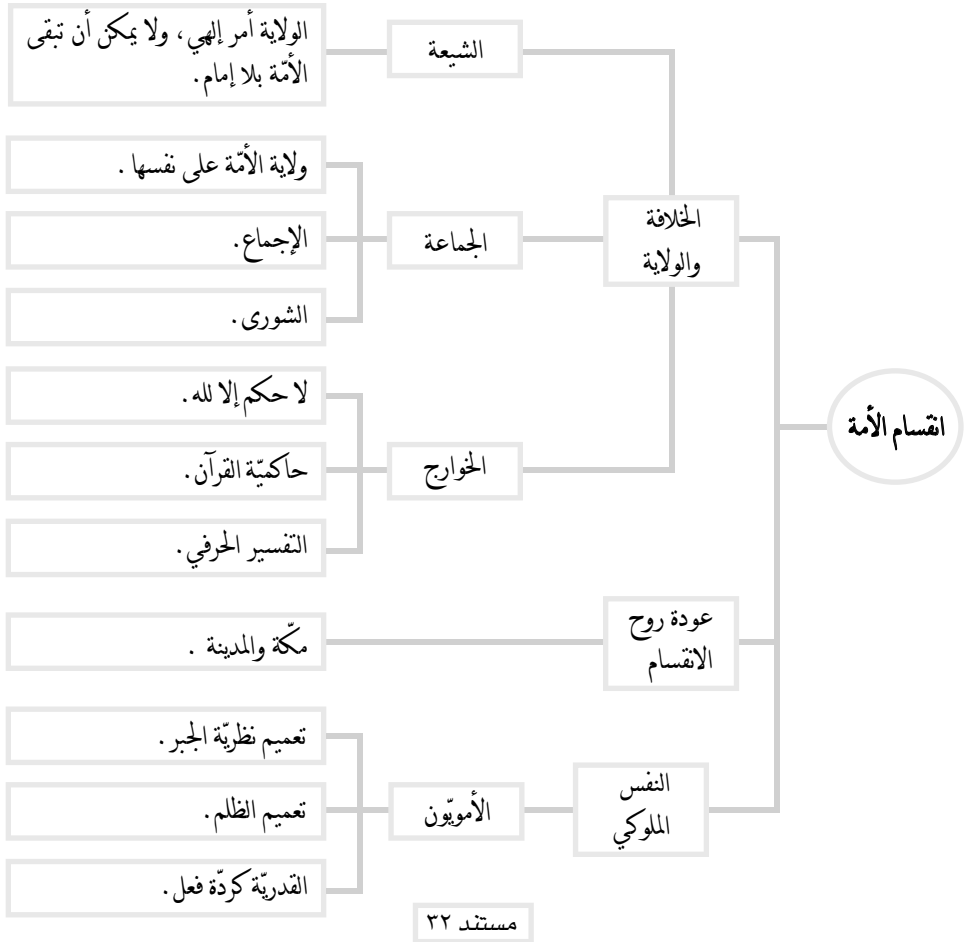 انقسام الأمة
الخلافة
والولاية
الشيعة
الولاية أمر إلهي، ولا يمكن أن تبقى
الأمّة بلا إمام.
الجماعة
ولاية الأمّة على نفسها.
الإجماع.
الشورى.
الخوارج
لا حكم إلا لله.
حاكميّة القرآن.
التفسير الحرفي.
عودة روح
الانقسام
مكّة والمدينة .
النفس
الملوكي
الأمويّون
تعميم نظريّة الجبر.
تعميم الظلم.
القدريّة كردّة فعل.
مستند ٣٢